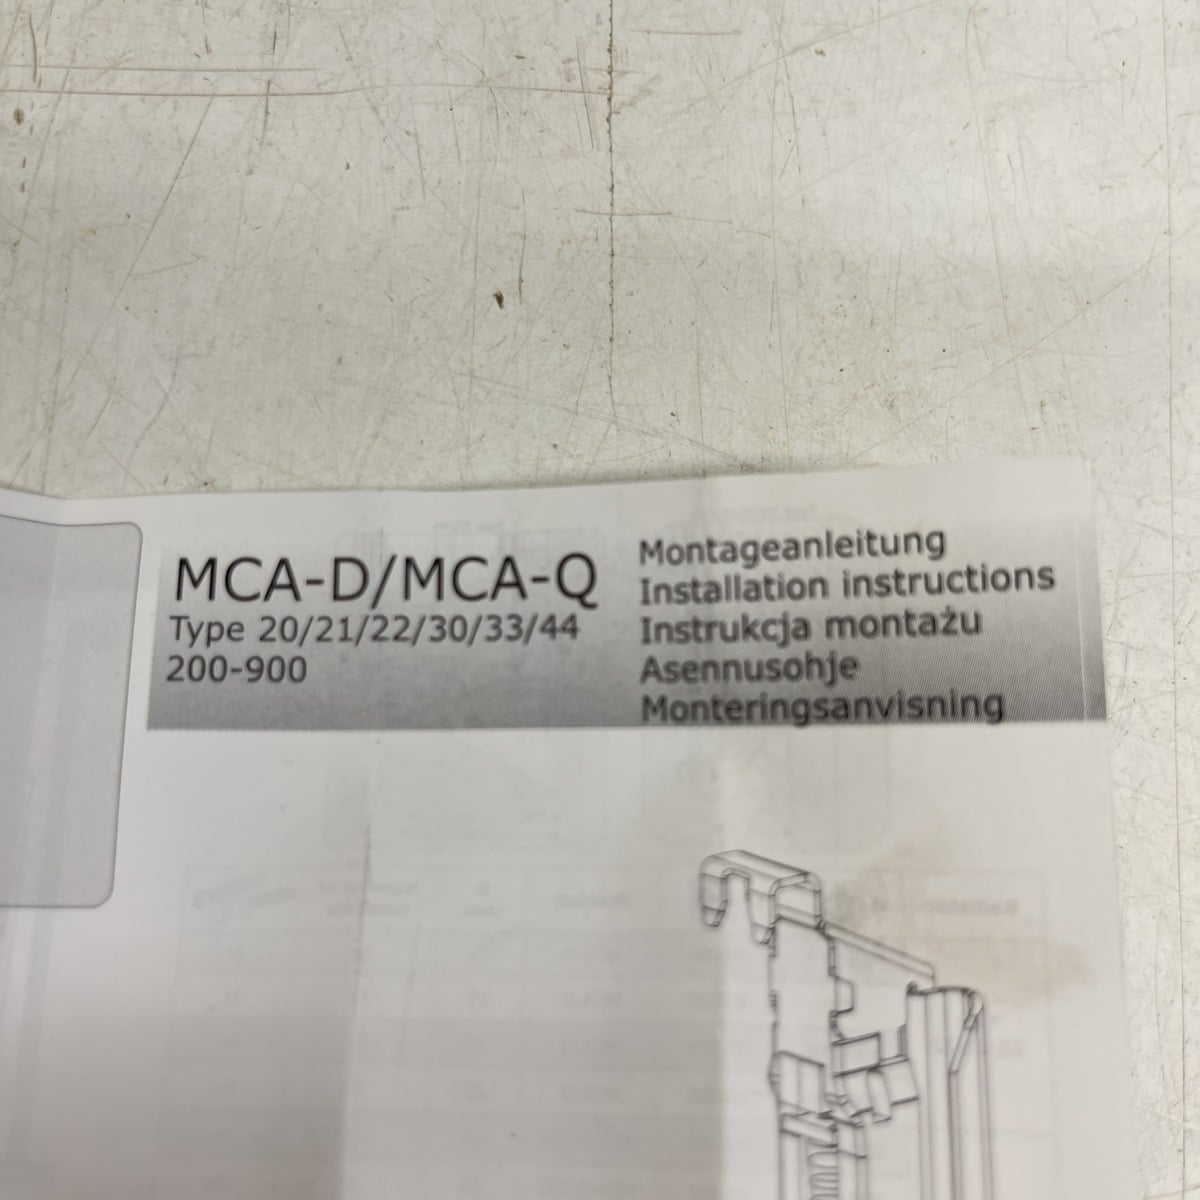 MCA-D/MCA-Q
Type 20/21/22/30/33/44
200-900
Montageanleitung
Installation instructions
Instrukcja montażu
Asennusohje
Monteringsanvisning